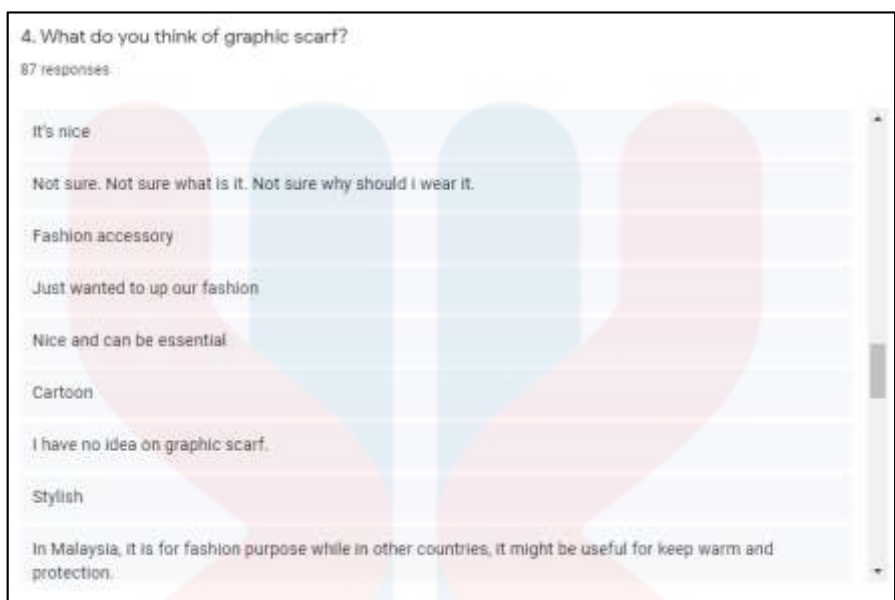 4. What do you think of graphic scarf?
87 responses
It's nice
Not sure. Not sure what is it. Not sure why should i wear it.
Fashion accessory
Just wanted to up our fashion
Nice and can be essential
Cartoon
I have no idea on graphic scarf.
Stylish
In Malaysia, it is for fashion purpose while in other countries, it might be useful for keep warm and
protection.